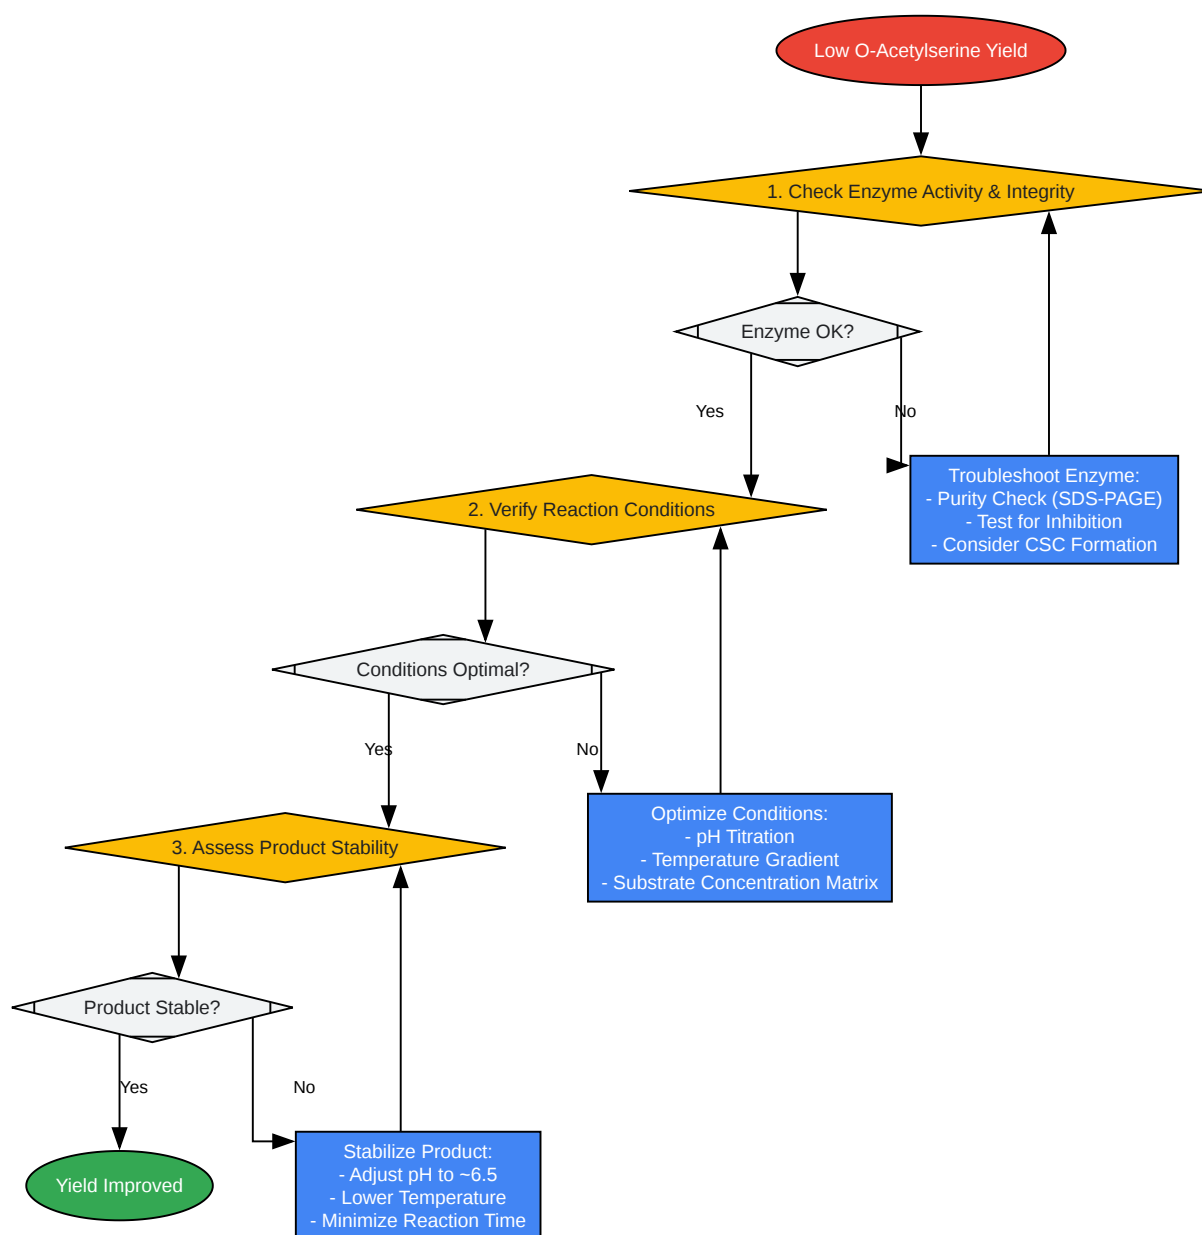 Low O-Acetylserine Yield
1. Check Enzyme Activity & Integrity
Enzyme OK?
Yes
No
Troubleshoot Enzyme:
- Purity Check (SDS-PAGE)
- Test for Inhibition
- Consider CSC Formation
2. Verify Reaction Conditions
Conditions Optimal?
Yes
No
Optimize Conditions:
- pH Titration
- Temperature Gradient
- Substrate Concentration Matrix
3. Assess Product Stability
Product Stable?
Yes
No
Stabilize Product:
- Adjust pH to ~6.5
- Lower Temperature
- Minimize Reaction Time
Yield Improved